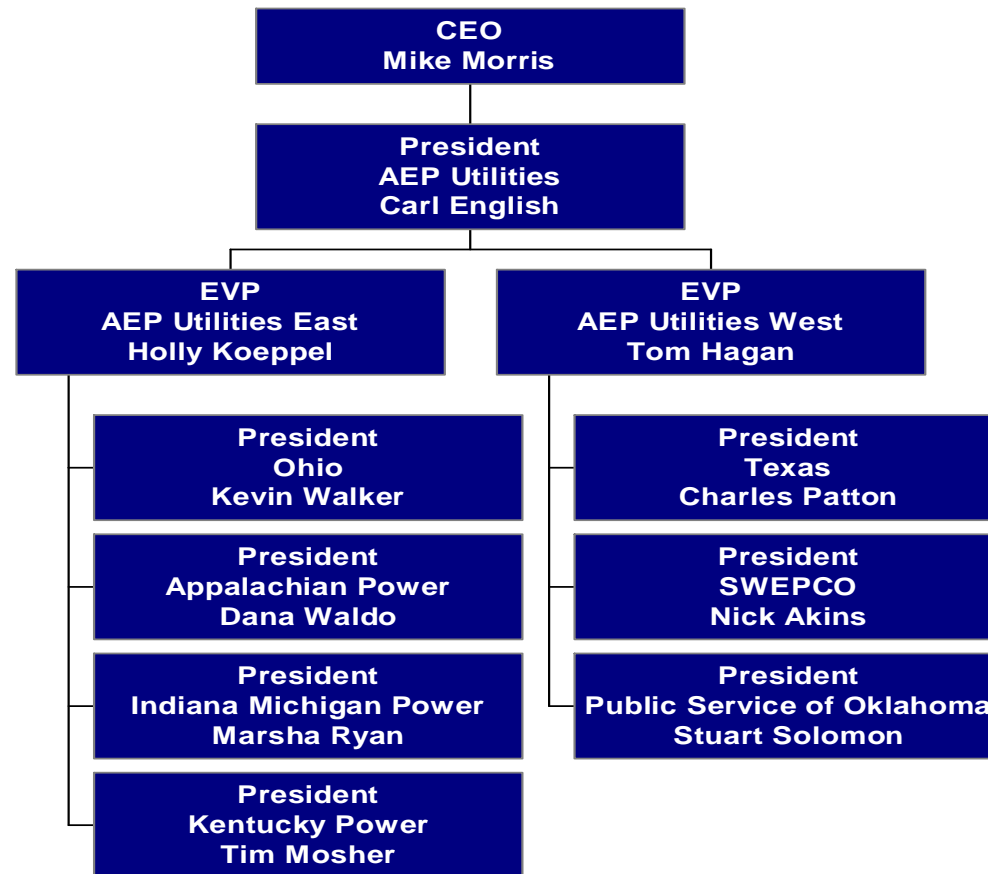 CEO
Mike Morris
President
AEP Utilities
Carl English
EVP
AEP Utilities East
Holly Koeppel
EVP
AEP Utilities West
Tom Hagan
President
Ohio
Kevin Walker
President
Appalachian Power
Dana Waldo
President
Indiana Michigan Power
Marsha Ryan
President
Kentucky Power
Tim Mosher
President
Texas
Charles Patton
President
SWEPCO
Nick Akins
President
Public Service of Oklahoma
Stuart Solomon